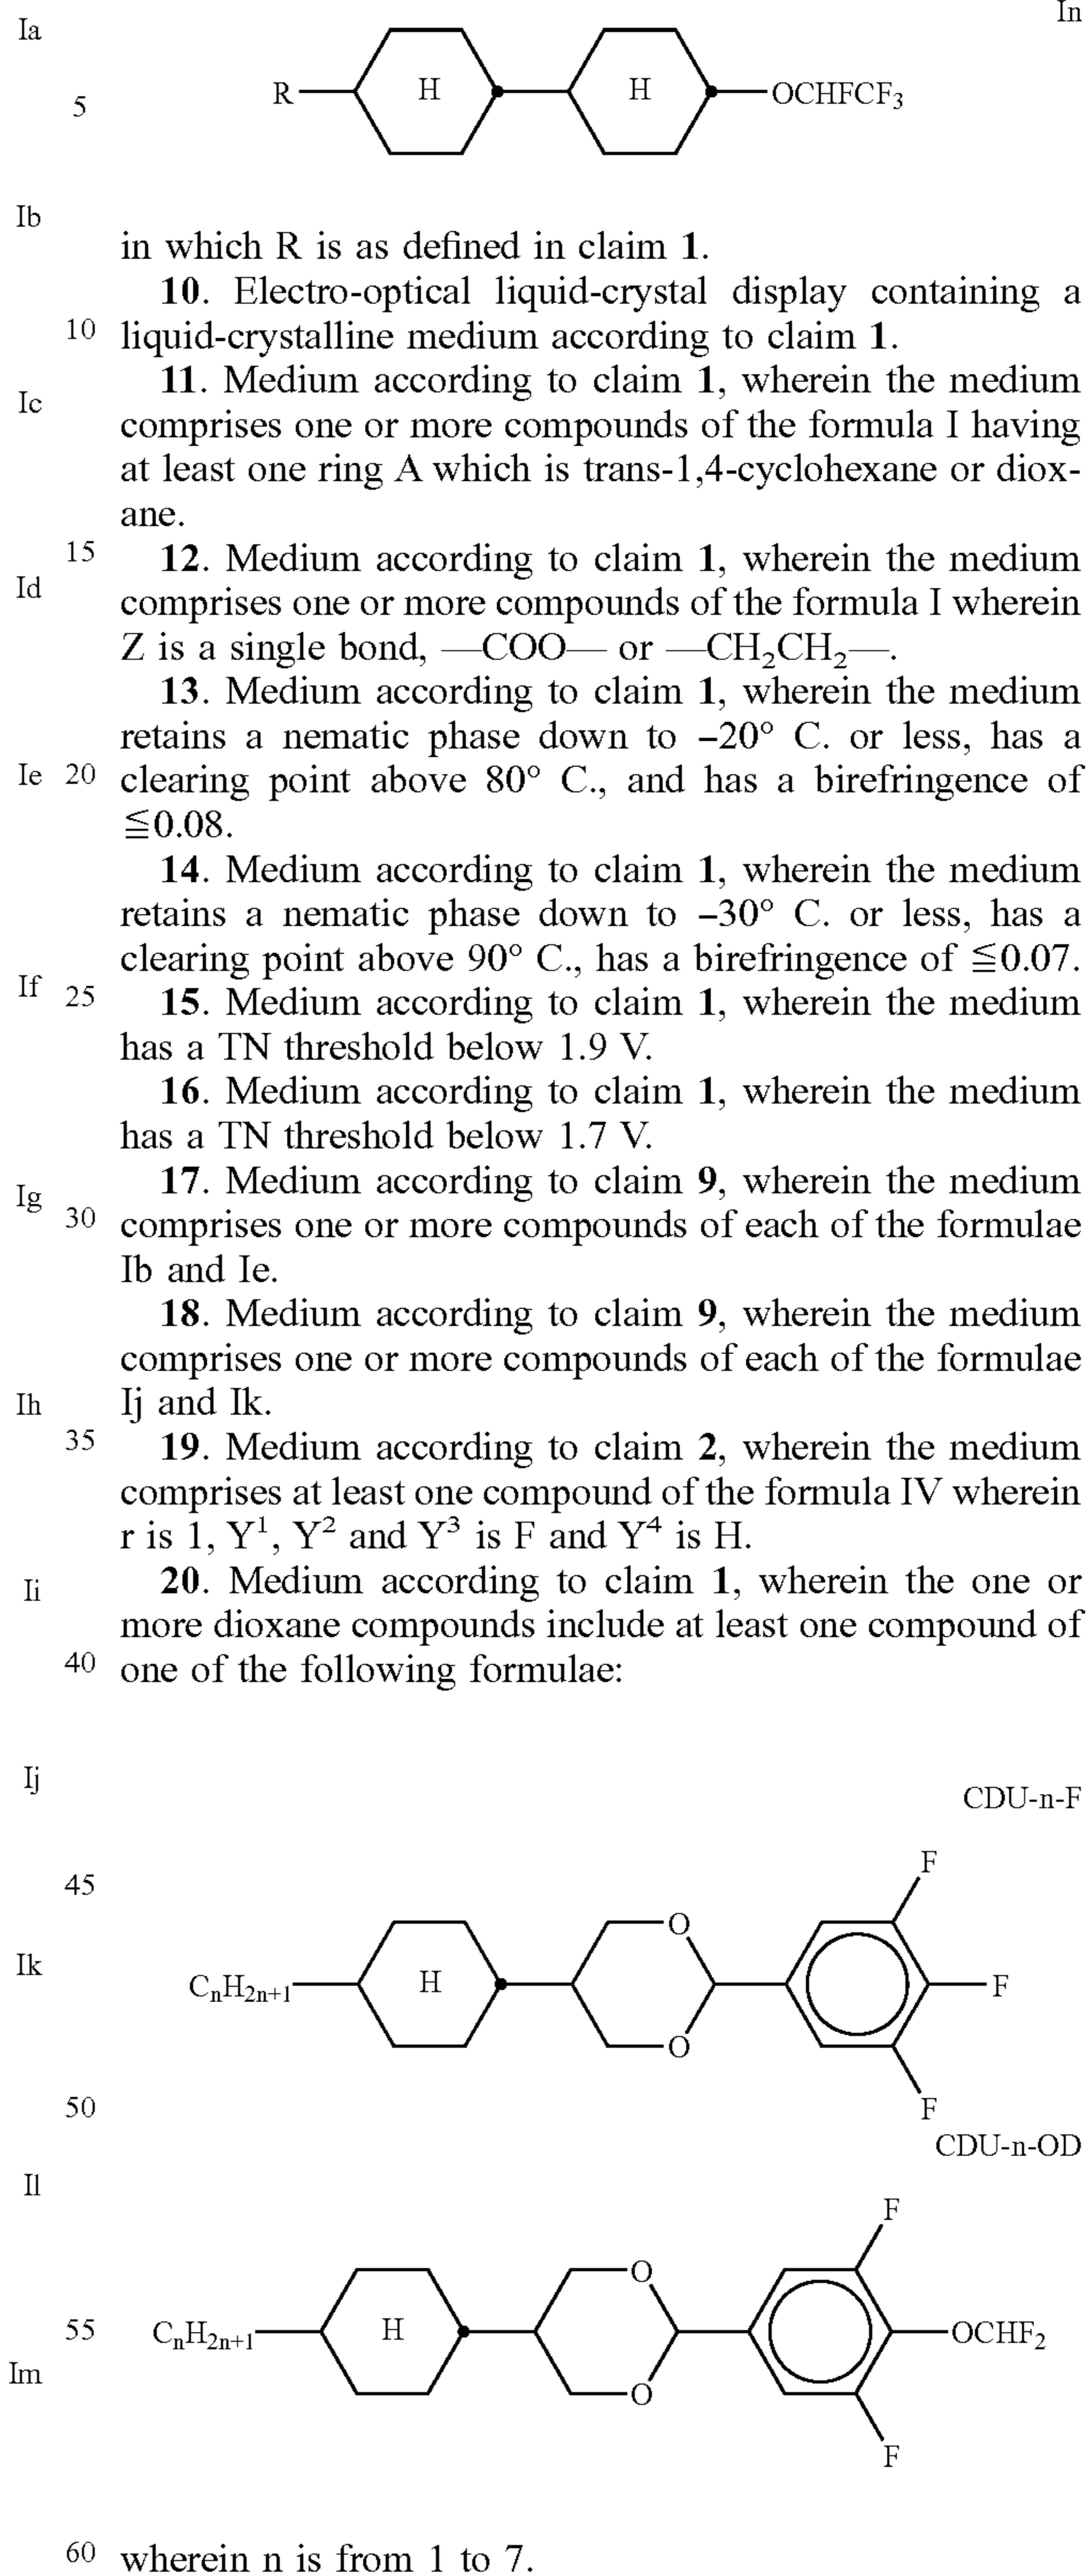 Ia
In
R
H
H
OCHFCF₃
5
Ib
in which R is as defined in claim 1.
10. Electro-optical liquid-crystal display containing a
10 liquid-crystalline medium according to claim 1.
11. Medium according to claim 1, wherein the medium
Ic
comprises one or more compounds of the formula I having
at least one ring A which is trans-1,4-cyclohexane or diox-
ane.
15 12. Medium according to claim 1, wherein the medium
Id
comprises one or more compounds of the formula I wherein
Z is a single bond, —COO— or —CH₂CH₂—.
13. Medium according to claim 1, wherein the medium
retains a nematic phase down to –20° C. or less, has a
Ie 20 clearing point above 80° C., and has a birefringence of
≦0.08.
14. Medium according to claim 1, wherein the medium
retains a nematic phase down to –30° C. or less, has a
clearing point above 90° C., has a birefringence of ≦0.07.
If 25 15. Medium according to claim 1, wherein the medium
has a TN threshold below 1.9 V.
16. Medium according to claim 1, wherein the medium
has a TN threshold below 1.7 V.
17. Medium according to claim 9, wherein the medium
Ig
30 comprises one or more compounds of each of the formulae
Ib and Ie.
18. Medium according to claim 9, wherein the medium
comprises one or more compounds of each of the formulae
Ih Ij and Ik.
35 19. Medium according to claim 2, wherein the medium
comprises at least one compound of the formula IV wherein
r is 1, Y¹, Y² and Y³ is F and Y⁴ is H.
Ii 20. Medium according to claim 1, wherein the one or
more dioxane compounds include at least one compound of
40 one of the following formulae:
Ij
CDU-n-F
F
45
O
Ik
CₙH₂ₙ₊₁
H
F
O
50
F
CDU-n-OD
Il
F
O
55
CₙH₂ₙ₊₁
H
OCHF₂
Im
O
F
60 wherein n is from 1 to 7.